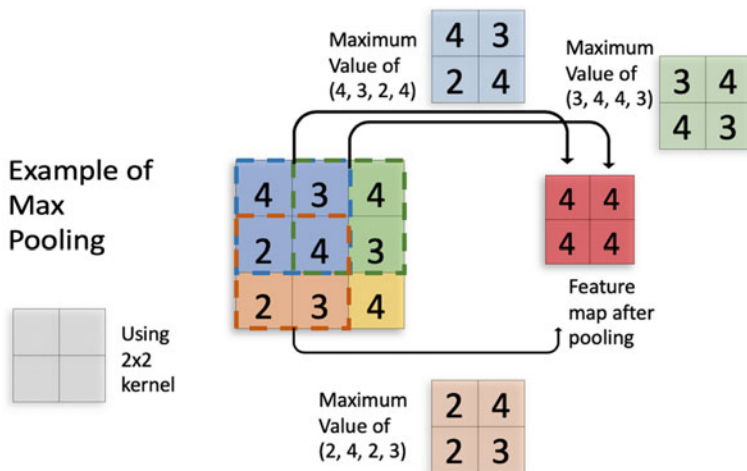 Maximum
Value of
(4, 3, 2, 4)
4 3
2 4
Maximum
Value of
(3, 4, 4, 3)
3 4
4 3
Example of
Max
Pooling
4 3 4
2 4 3
2 3 4
4 4
4 4
Feature
map after
pooling
Using
2x2
kernel
Maximum
Value of
(2, 4, 2, 3)
2 4
2 3